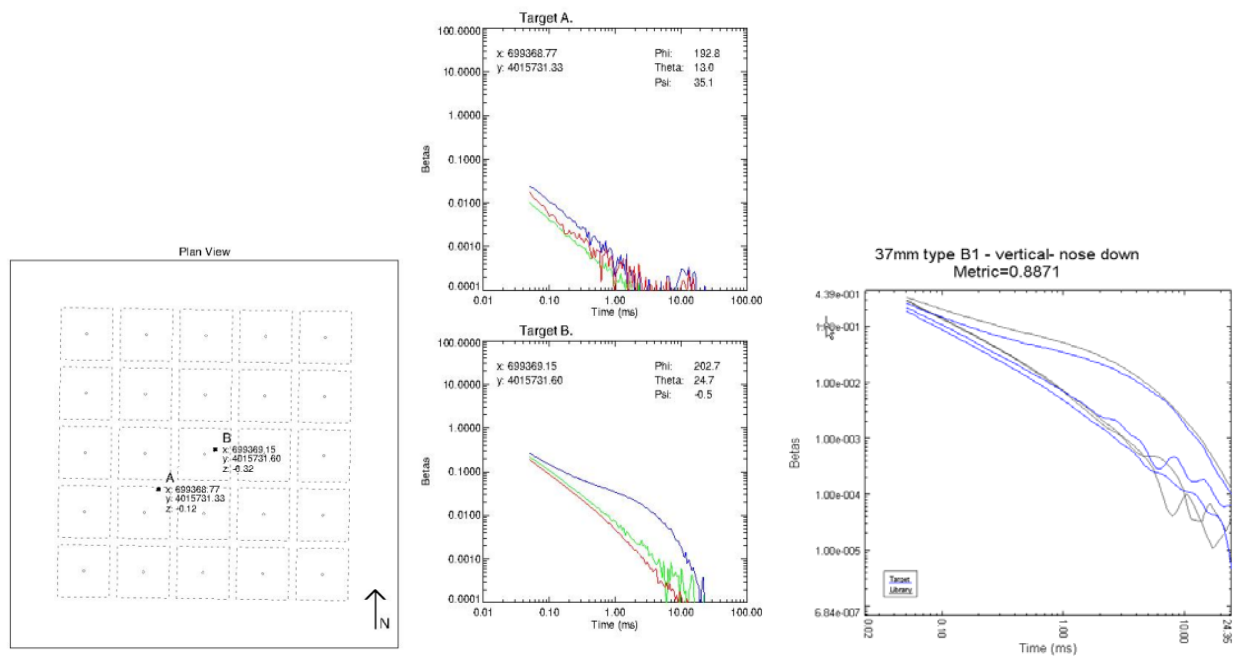 Plan View
B
x: 699369.15
y: 4015731.60
z: -0.32
A
x: 699368.77
y: 4015731.33
z: -0.12
N
Target A.
100.0000
10.0000
1.0000
0.1000
0.0100
0.0010
0.0001
Betas
x: 699368.77
y: 4015731.33
Phi: 192.8
Theta: 13.0
Psi: 35.1
0.01 0.10 1.00 10.00 100.00
Time (ms)
Target B.
100.0000
10.0000
1.0000
0.1000
0.0100
0.0010
0.0001
Betas
x: 699369.15
y: 4015731.60
Phi: 202.7
Theta: 24.7
Psi: -0.5
0.01 0.10 1.00 10.00 100.00
Time (ms)
37mm type B1 - vertical- nose down
Metric=0.8871
4.39e-001
1.00e-002
1.00e-003
1.00e-004
1.00e-005
6.84e-007
Betas
Target
Library
0.02 0.10 1.00 10.00 24.35
Time (ms)